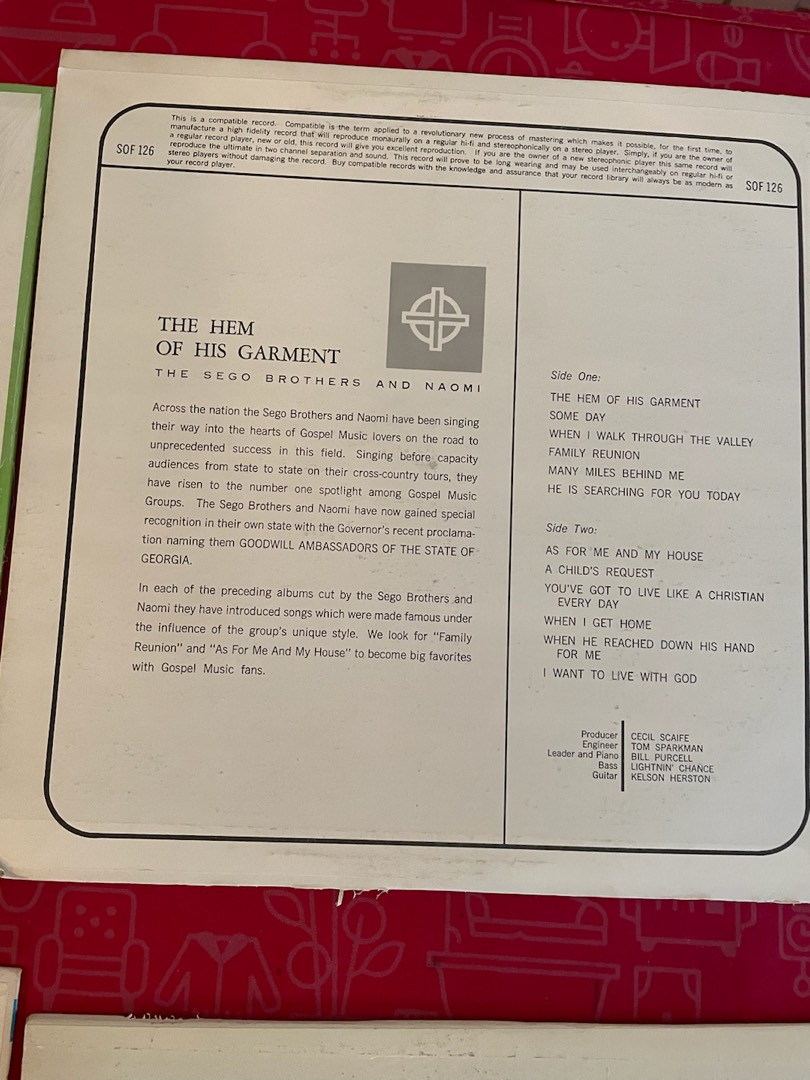 This is a compatible record. Compatible is the term applied to a revolutionary new process of mastering which makes it possible, for the first time, to
manufacture a high fidelity record that will reproduce monaurally on a regular hi-fi and stereophonically on a stereo player. Simply, if you are the owner of
a regular record player, new or old, this record will give you excellent reproduction. If you are the owner of a new stereophonic player this same record will
reproduce the ultimate in two channel separation and sound. This record will prove to be long wearing and may be used interchangeably on regular hi-fi or
stereo players without damaging the record. Buy compatible records with the knowledge and assurance that your record library will always be as modern as
your record player.
SOF 126
SOF 126
THE HEM
OF HIS GARMENT
THE SEGO BROTHERS AND NAOMI
Across the nation the Sego Brothers and Naomi have been singing
their way into the hearts of Gospel Music lovers on the road to
unprecedented success in this field. Singing before capacity
audiences from state to state on their cross-country tours, they
have risen to the number one spotlight among Gospel Music
Groups. The Sego Brothers and Naomi have now gained special
recognition in their own state with the Governor's recent proclama-
tion naming them GOODWILL AMBASSADORS OF THE STATE OF
GEORGIA.
In each of the preceding albums cut by the Sego Brothers and
Naomi they have introduced songs which were made famous under
the influence of the group's unique style. We look for "Family
Reunion" and "As For Me And My House" to become big favorites
with Gospel Music fans.
Side One:
THE HEM OF HIS GARMENT
SOME DAY
WHEN I WALK THROUGH THE VALLEY
FAMILY REUNION
MANY MILES BEHIND ME
HE IS SEARCHING FOR YOU TODAY
Side Two:
AS FOR ME AND MY HOUSE
A CHILD'S REQUEST
YOU'VE GOT TO LIVE LIKE A CHRISTIAN
EVERY DAY
WHEN I GET HOME
WHEN HE REACHED DOWN HIS HAND
FOR ME
I WANT TO LIVE WITH GOD
Producer CECIL SCAIFE
Engineer TOM SPARKMAN
Leader and Piano BILL PURCELL
Bass LIGHTNIN' CHANCE
Guitar KELSON HERSTON